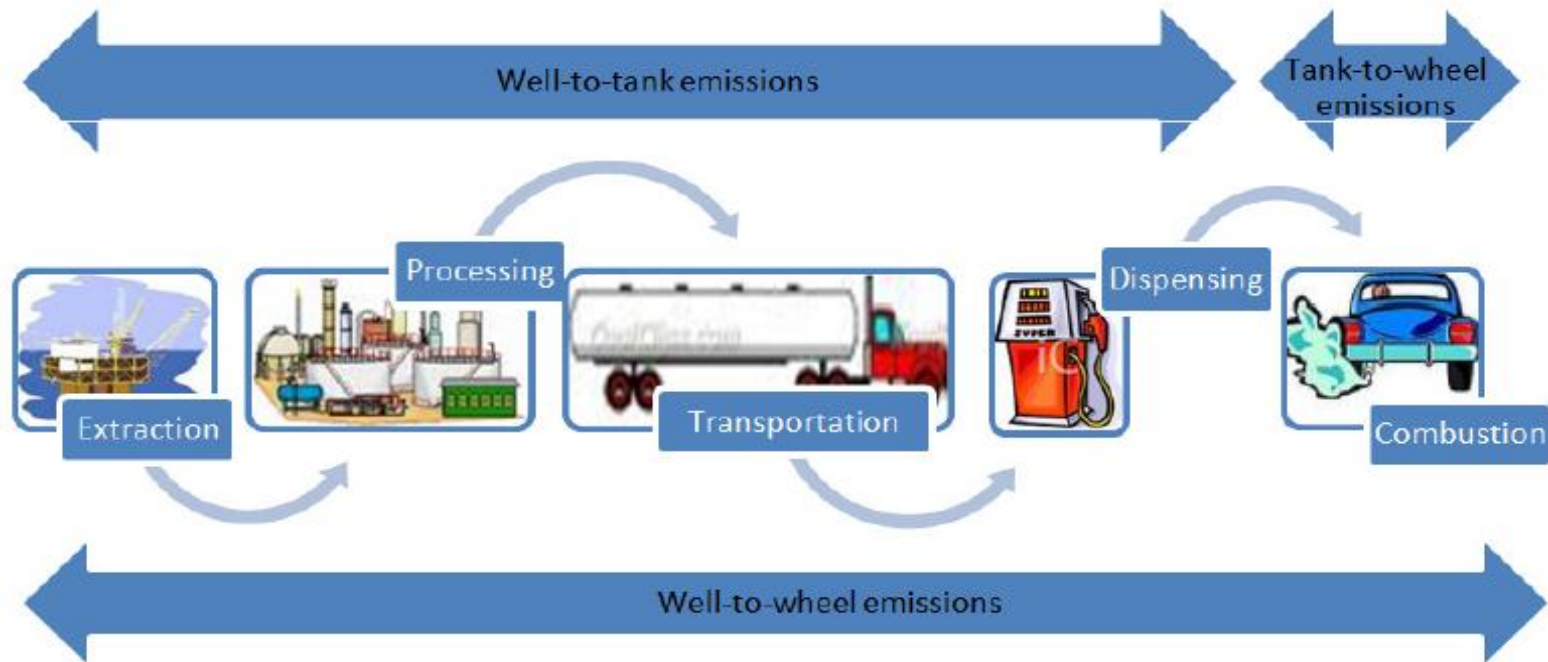 Well-to-tank emissions
Tank-to-wheel
emissions
Processing
Dispensing
Extraction
Transportation
Combustion
Well-to-wheel emissions